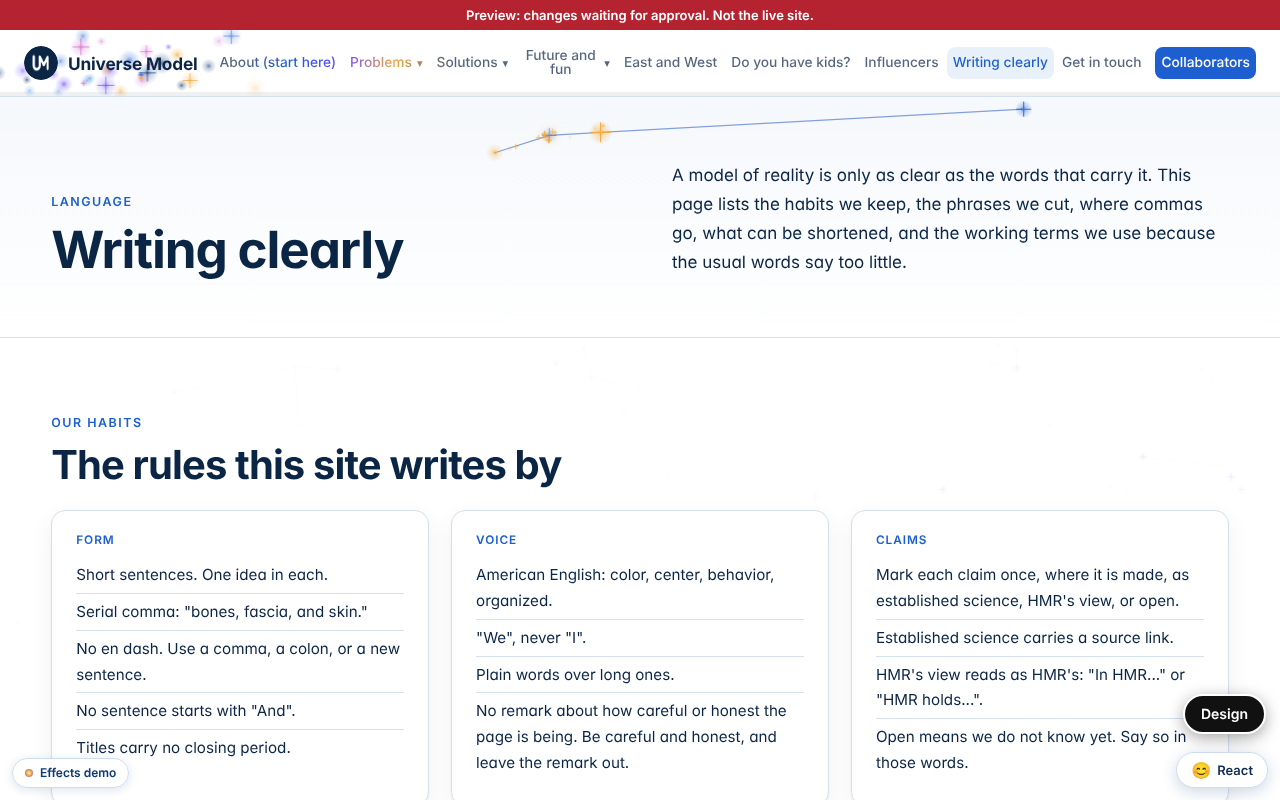 Preview: changes waiting for approval. Not the live site.
UM Universe Model
About (start here)
Problems ▾
Solutions ▾
Future and
fun ▾
East and West
Do you have kids?
Influencers
Writing clearly
Get in touch
Collaborators
LANGUAGE
Writing clearly
A model of reality is only as clear as the words that carry it. This
page lists the habits we keep, the phrases we cut, where commas
go, what can be shortened, and the working terms we use because
the usual words say too little.
OUR HABITS
The rules this site writes by
FORM
Short sentences. One idea in each.
Serial comma: "bones, fascia, and skin."
No en dash. Use a comma, a colon, or a new
sentence.
No sentence starts with "And".
Titles carry no closing period.
VOICE
American English: color, center, behavior,
organized.
"We", never "I".
Plain words over long ones.
No remark about how careful or honest the
page is being. Be careful and honest, and
leave the remark out.
CLAIMS
Mark each claim once, where it is made, as
established science, HMR's view, or open.
Established science carries a source link.
HMR's view reads as HMR's: "In HMR..." or
"HMR holds...".
Open means we do not know yet. Say so in
those words.
Design
Effects demo
😊 React